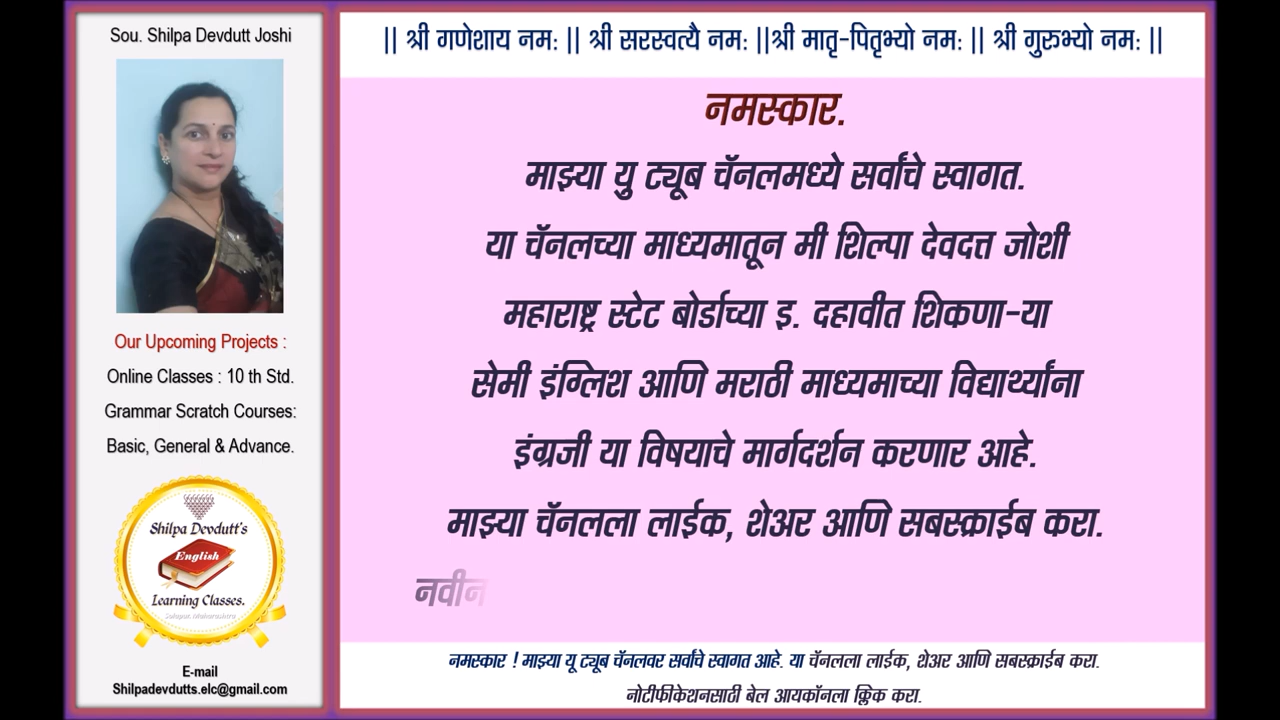 Sou. Shilpa Devdutt Joshi
Our Upcoming Projects :
Online Classes : 10 th Std.
Grammar Scratch Courses:
Basic, General & Advance.
Shilpa Devdutt's
English
Learning Classes.
Solapur, Maharashtra
E-mail
Shilpadevdutts.elc@gmail.com
|| श्री गणेशाय नमः || श्री सरस्वत्यै नमः ||श्री मातृ-पितृभ्यो नमः || श्री गुरुभ्यो नमः ||
नमस्कार.
माझ्या यु ट्यूब चॅनलमध्ये सर्वांचे स्वागत.
या चॅनलच्या माध्यमातून मी शिल्पा देवदत्त जोशी
महाराष्ट्र स्टेट बोर्डाच्या इ. दहावीत शिकणा-या
सेमी इंग्लिश आणि मराठी माध्यमाच्या विद्यार्थ्यांना
इंग्रजी या विषयाचे मार्गदर्शन करणार आहे.
माझ्या चॅनलला लाईक, शेअर आणि सबस्क्राईब करा.
नवीन
नमस्कार ! माझ्या यू ट्यूब चॅनलवर सर्वांचे स्वागत आहे. या चॅनलला लाईक, शेअर आणि सबस्क्राईब करा.
नोटीफीकेशनसाठी बेल आयकॉनला क्लिक करा.